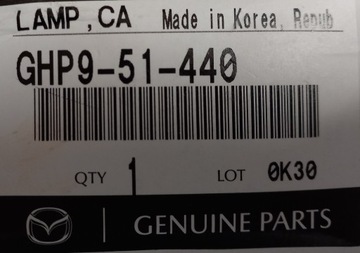 LAMP,CA Made in Korea, Repub
GHP9-51-440
QTY 1 LOT 0K30
GENUINE PARTS